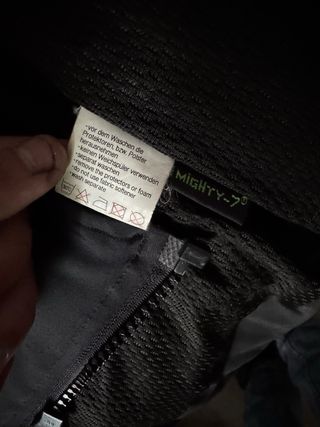 -vor dem Waschen die
Protektoren, bzw. Polster
herausnehmen
-keinen Weichspüler verwenden
-separat waschen
-remove the protectors or foam
-do not use fabric softener
-wash separate
MIGHTY-7®